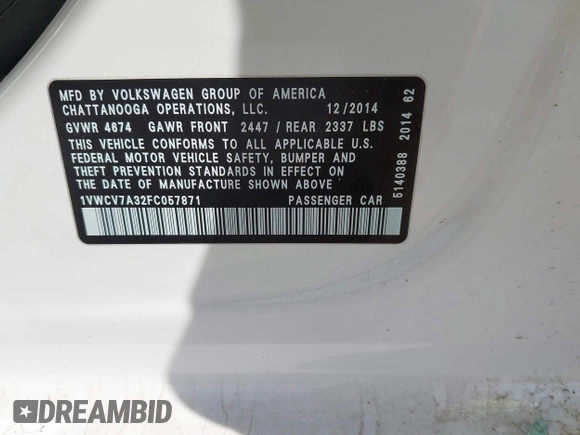 MFD BY VOLKSWAGEN GROUP OF AMERICA
CHATTANOOGA OPERATIONS, LLC. 12/2014
GVWR 4674 GAWR FRONT 2447 / REAR 2337 LBS
THIS VEHICLE CONFORMS TO ALL APPLICABLE U.S.
FEDERAL MOTOR VEHICLE SAFETY, BUMPER AND
THEFT PREVENTION STANDARDS IN EFFECT ON THE
DATE OF MANUFACTURE SHOWN ABOVE
1VWCV7A32FC057871 PASSENGER CAR
5140388 2014 62
DREAMBID